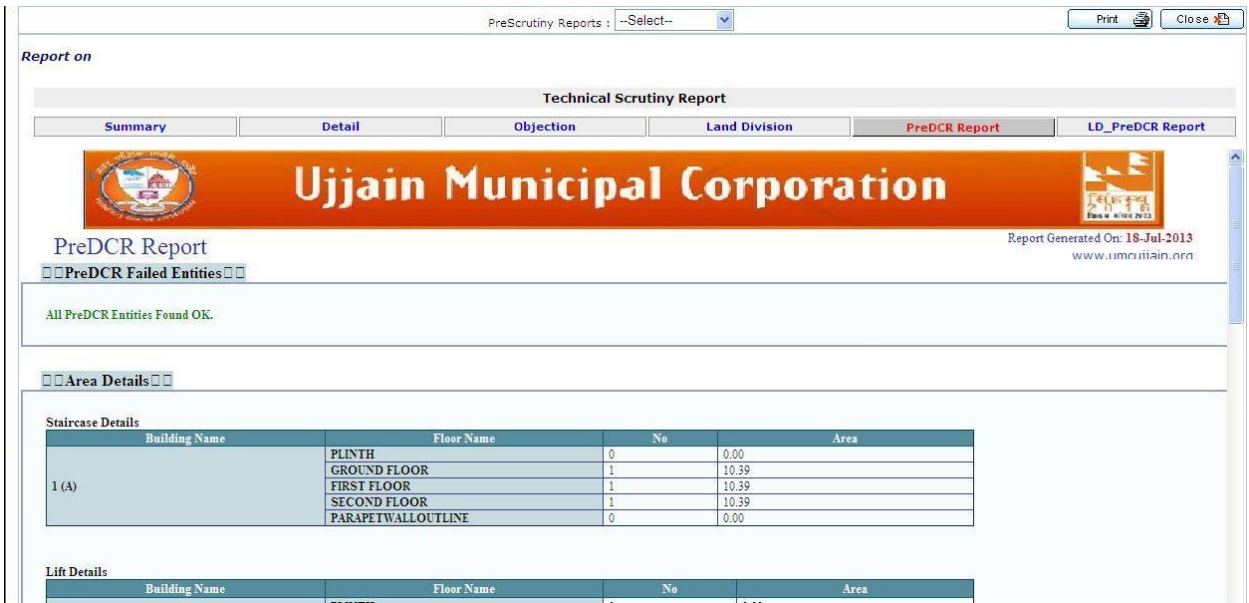 PreScrutiny Reports : --Select--
Print
Close
Report on
Technical Scrutiny Report
Summary Detail Objection Land Division PreDCR Report LD_PreDCR Report
Ujjain Municipal Corporation
PreDCR Report
Report Generated On: 18-Jul-2013
www.umcujjain.org
PreDCR Failed Entities
All PreDCR Entities Found OK.
Area Details
Staircase Details
Building Name Floor Name No Area
1 (A)
PLINTH 0 0.00
GROUND FLOOR 1 10.39
FIRST FLOOR 1 10.39
SECOND FLOOR 1 10.39
PARAPETWALLOUTLINE 0 0.00
Lift Details
Building Name Floor Name No Area